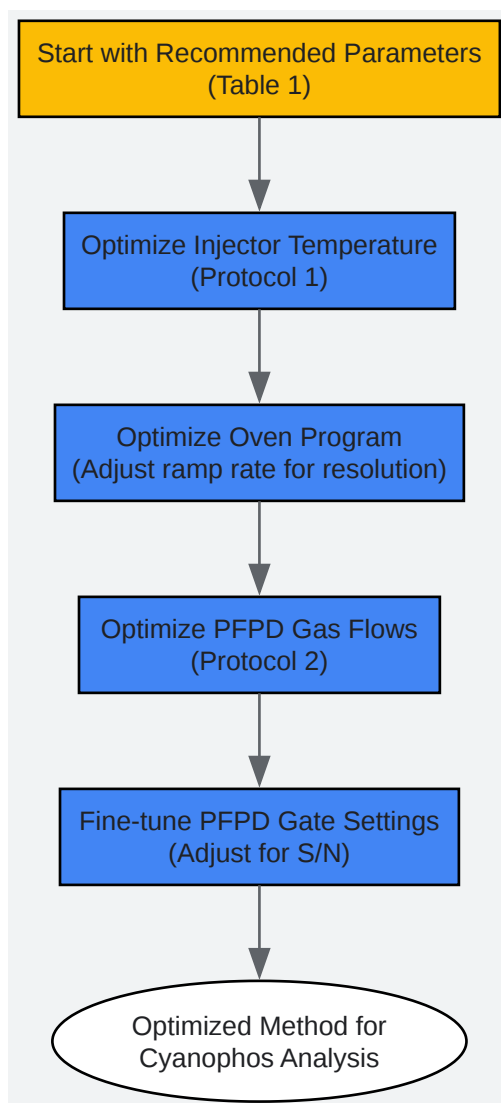 Start with Recommended Parameters
(Table 1)
Optimize Injector Temperature
(Protocol 1)
Optimize Oven Program
(Adjust ramp rate for resolution)
Optimize PFPD Gas Flows
(Protocol 2)
Fine-tune PFPD Gate Settings
(Adjust for S/N)
Optimized Method for
Cyanophos Analysis